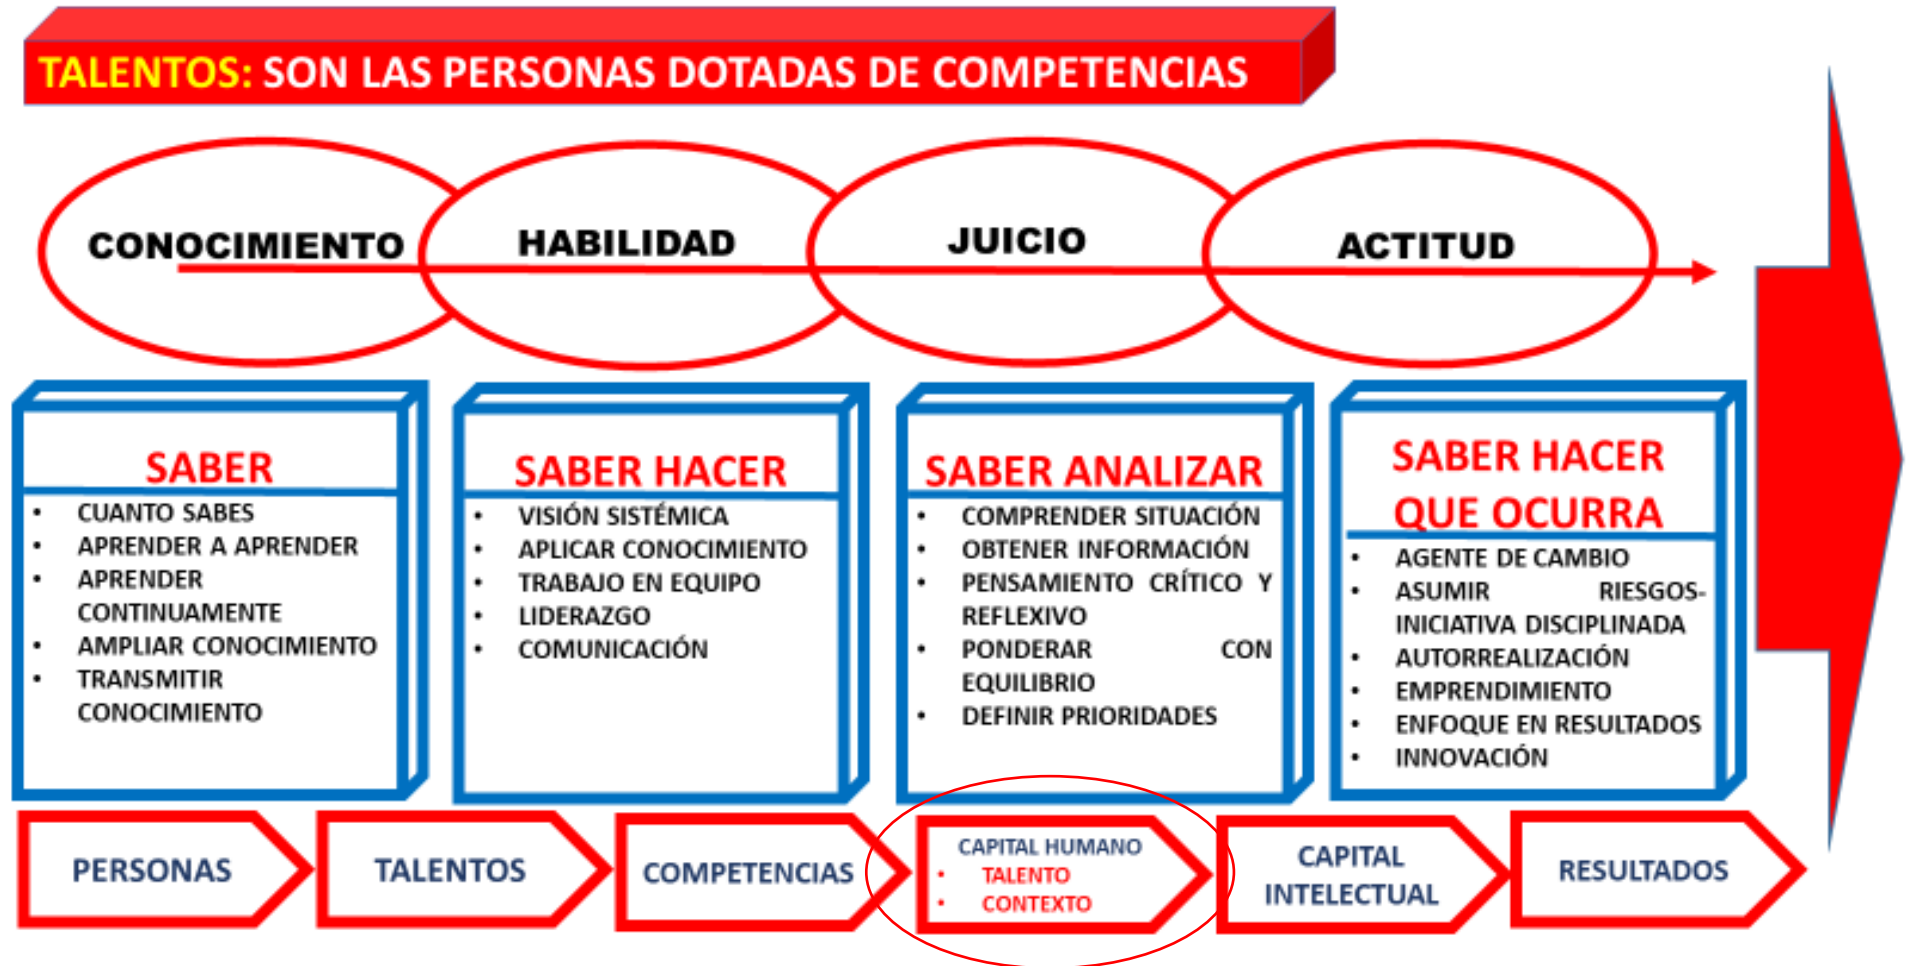 TALENTOS: SON LAS PERSONAS DOTADAS DE COMPETENCIAS
CONOCIMIENTO
HABILIDAD
JUICIO
ACTITUD
SABER
• CUANTO SABES
• APRENDER A APRENDER
• APRENDER
CONTINUAMENTE
• AMPLIAR CONOCIMIENTO
• TRANSMITIR
CONOCIMIENTO
SABER HACER
• VISIÓN SISTÉMICA
• APLICAR CONOCIMIENTO
• TRABAJO EN EQUIPO
• LIDERAZGO
• COMUNICACIÓN
SABER ANALIZAR
• COMPRENDER SITUACIÓN
• OBTENER INFORMACIÓN
• PENSAMIENTO CRÍTICO Y
REFLEXIVO
• PONDERAR CON
EQUILIBRIO
• DEFINIR PRIORIDADES
SABER HACER
QUE OCURRA
• AGENTE DE CAMBIO
• ASUMIR RIESGOS-
INICIATIVA DISCIPLINADA
• AUTORREALIZACIÓN
• EMPRENDIMIENTO
• ENFOQUE EN RESULTADOS
• INNOVACIÓN
PERSONAS
TALENTOS
COMPETENCIAS
CAPITAL HUMANO
• TALENTO
• CONTEXTO
CAPITAL
INTELECTUAL
RESULTADOS